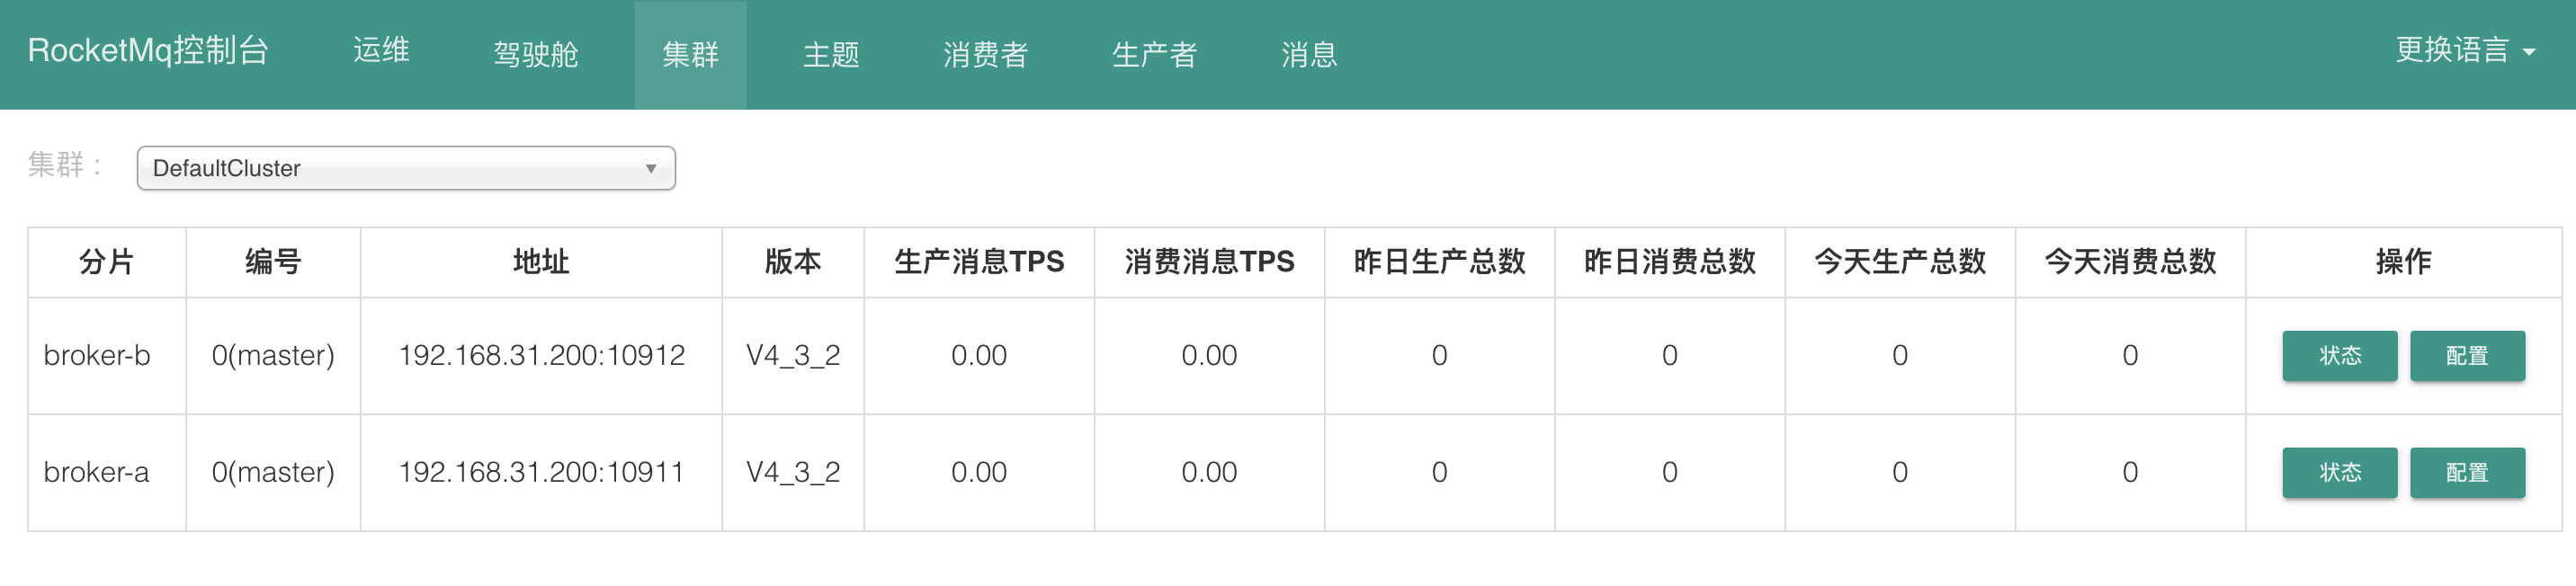 RocketMq控制台 运维 驾驶舱 集群 主题 消费者 生产者 消息 更换语言
集群： DefaultCluster
分片 编号 地址 版本 生产消息TPS 消费消息TPS 昨日生产总数 昨日消费总数 今天生产总数 今天消费总数 操作
broker-b 0(master) 192.168.31.200:10912 V4_3_2 0.00 0.00 0 0 0 0 状态 配置
broker-a 0(master) 192.168.31.200:10911 V4_3_2 0.00 0.00 0 0 0 0 状态 配置